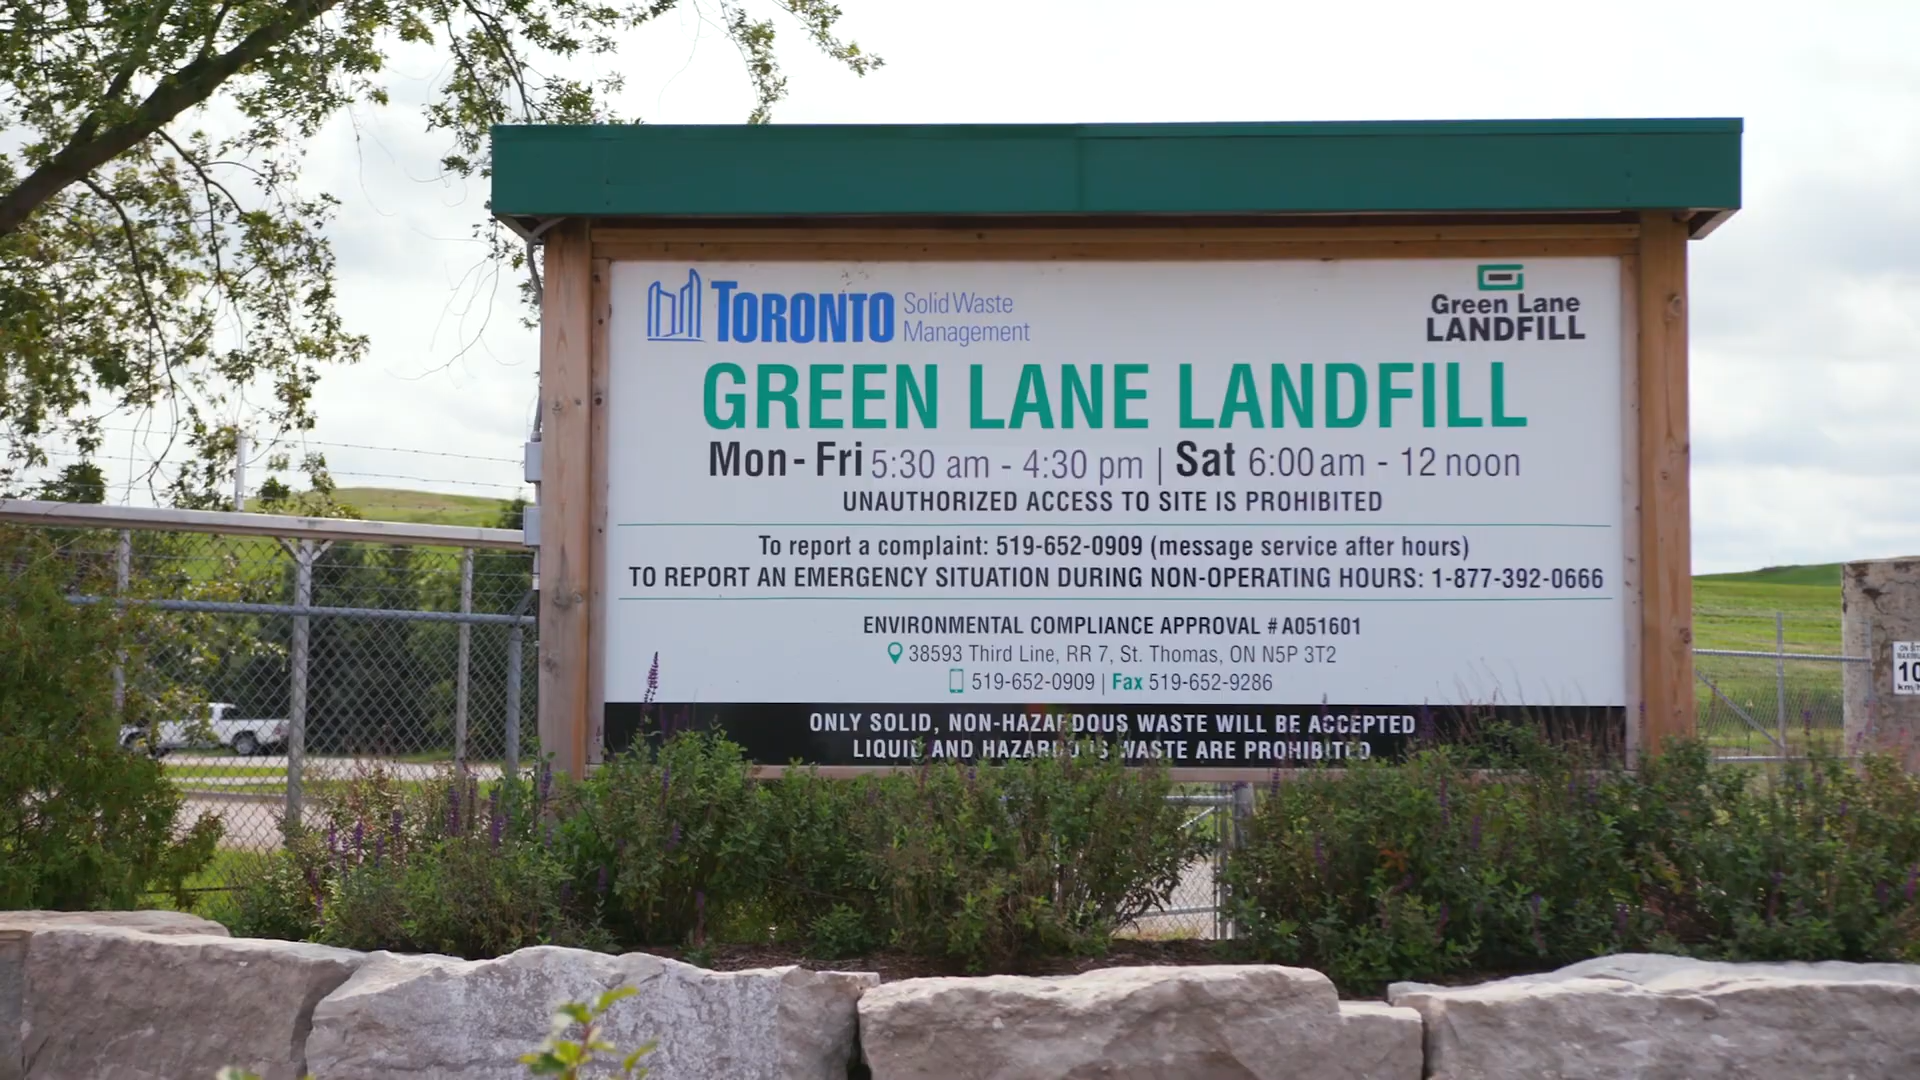 TORONTO Solid Waste Management
Green Lane
LANDFILL
GREEN LANE LANDFILL
Mon - Fri 5:30 am - 4:30 pm | Sat 6:00 am - 12 noon
UNAUTHORIZED ACCESS TO SITE IS PROHIBITED
To report a complaint: 519-652-0909 (message service after hours)
TO REPORT AN EMERGENCY SITUATION DURING NON-OPERATING HOURS: 1-877-392-0666
ENVIRONMENTAL COMPLIANCE APPROVAL # A051601
38593 Third Line, RR 7, St. Thomas, ON N5P 3T2
519-652-0909 | Fax 519-652-9286
ONLY SOLID, NON-HAZARDOUS WASTE WILL BE ACCEPTED
LIQUID AND HAZARDOUS WASTE ARE PROHIBITED